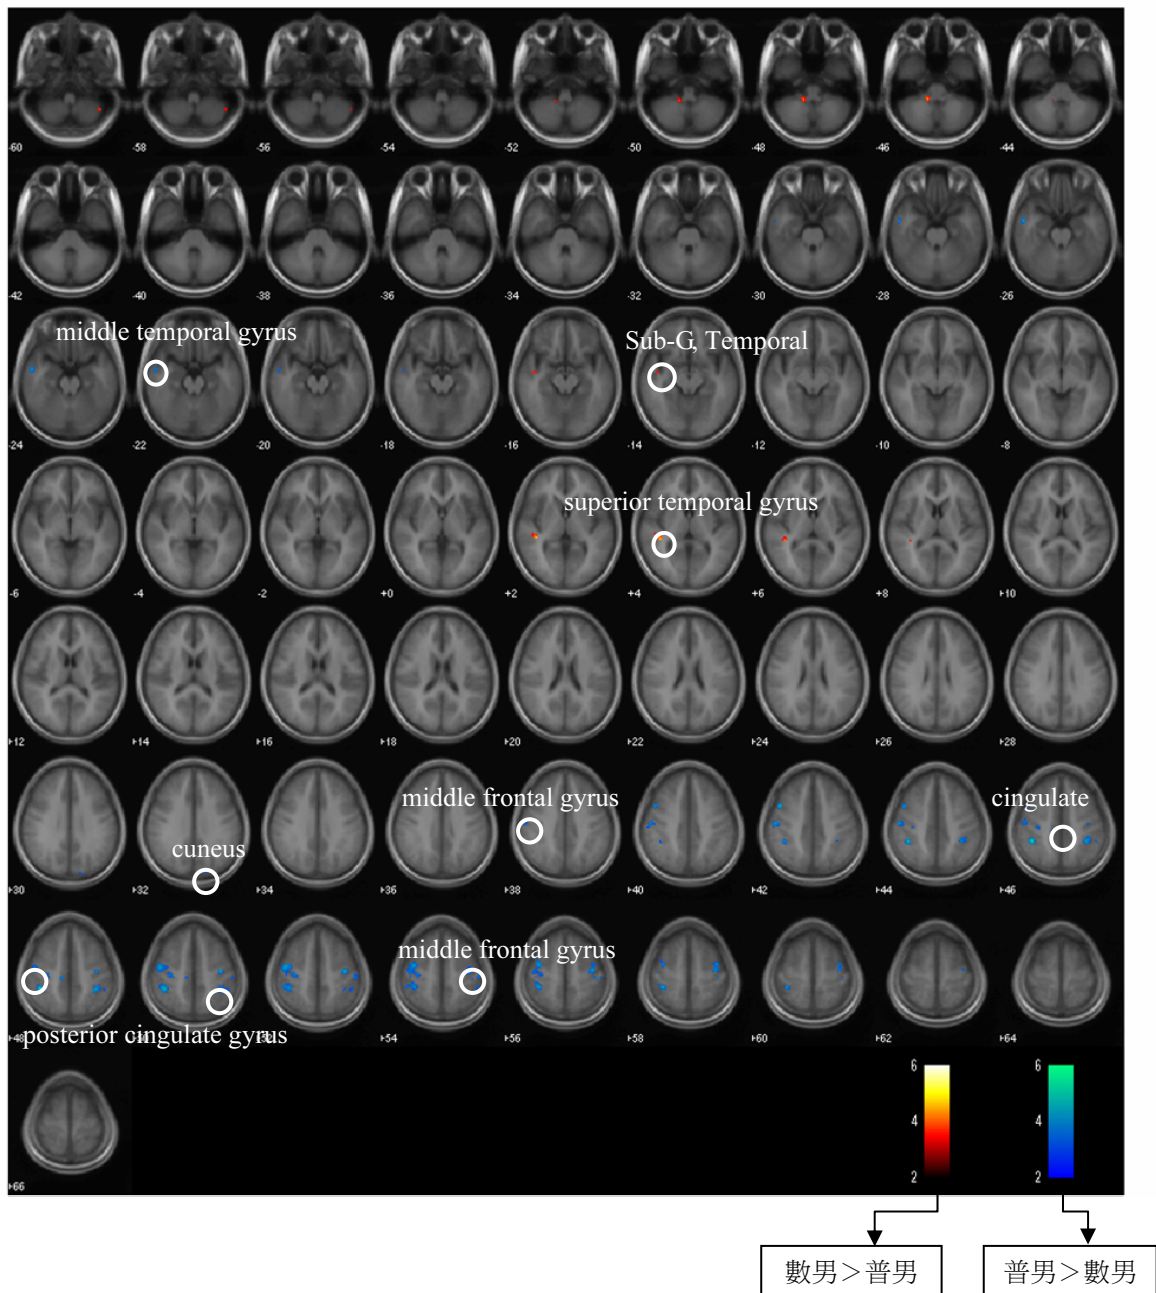 -60 -58 -56 -54 -52 -50 -48 -46 -44
-42 -40 -38 -36 -34 -32 -30 -28 -26
middle temporal gyrus
Sub-G, Temporal
-24 -22 -20 -18 -16 -14 -12 -10 -8
superior temporal gyrus
-6 -4 -2 +0 +2 +4 +6 +8 +10
+12 +14 +16 +18 +20 +22 +24 +26 +28
middle frontal gyrus
cingulate
cuneus
+30 +32 +34 +36 +38 +40 +42 +44 +46
middle frontal gyrus
posterior cingulate gyrus
+48 +54 +56 +58 +60 +62 +64
6 6
4 4
2 2
+66
數男＞普男
普男＞數男